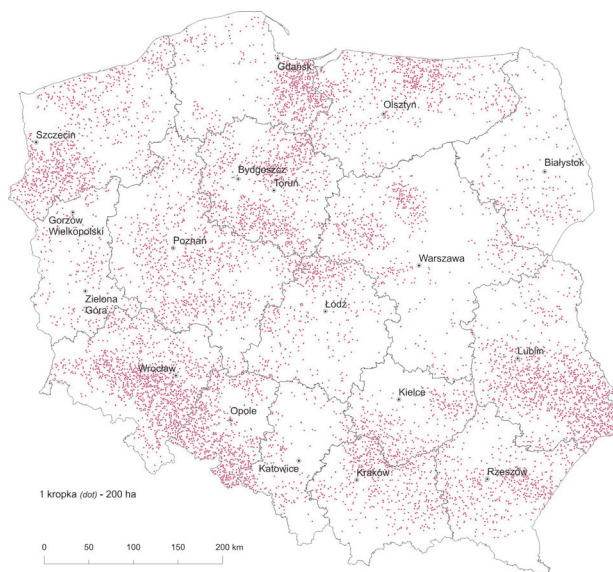 Gdańsk
Olsztyn
Szczecin
Białystok
Bydgoszcz
Toruń
Gorzów
Wielkopolski
Poznań
Warszawa
Zielona
Góra
Łódź
Lublin
Wrocław
Kielce
Opole
Katowice
Kraków
Rzeszów
1 kropka (dot) - 200 ha
0 50 100 150 200 km